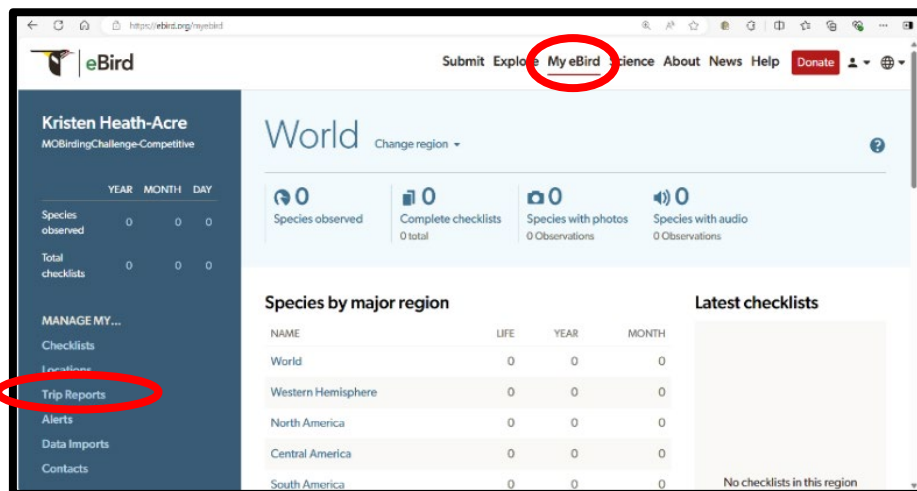 https://ebird.org/myebird
eBird
Submit Explore My eBird Science About News Help Donate
Kristen Heath-Acre
MOBirdingChallenge-Competitive
YEAR MONTH DAY
Species observed 0 0 0
Total checklists 0 0 0
MANAGE MY...
Checklists
Locations
Trip Reports
Alerts
Data Imports
Contacts
World Change region
?
0 0 0 0
Species observed Complete checklists Species with photos Species with audio
0 total 0 Observations 0 Observations
Species by major region
NAME LIFE YEAR MONTH
World 0 0 0
Western Hemisphere 0 0 0
North America 0 0 0
Central America 0 0 0
South America 0 0 0
Latest checklists
No checklists in this region